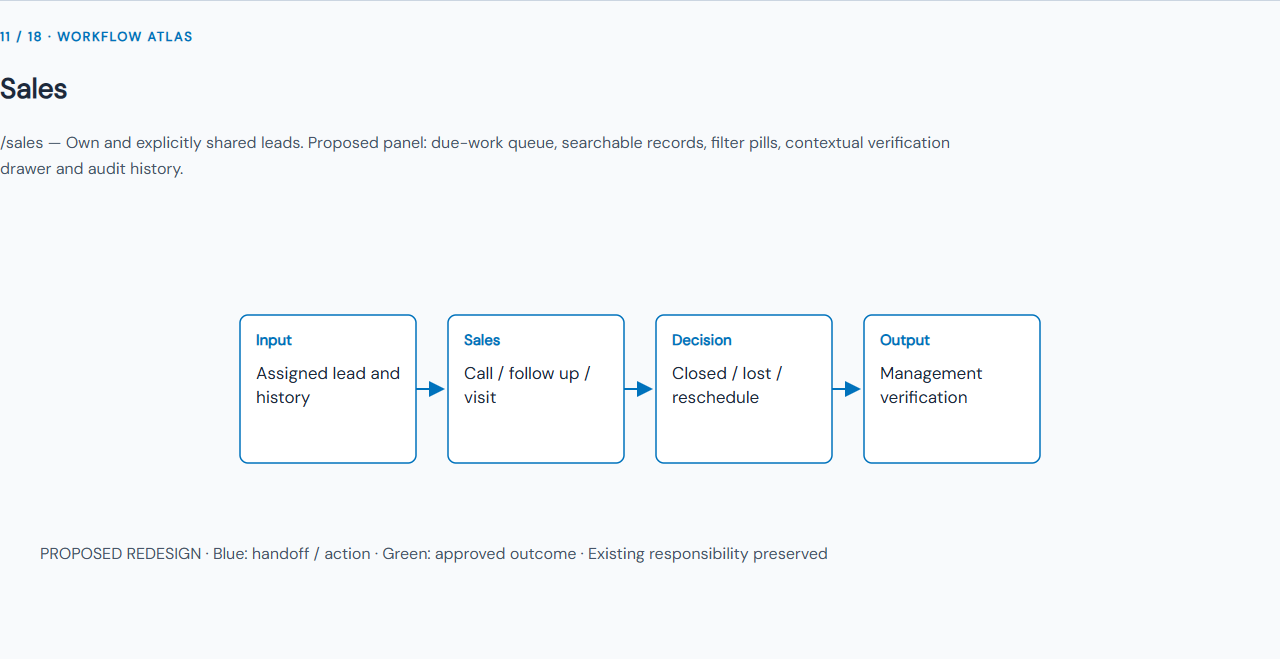 11 / 18 · WORKFLOW ATLAS
Sales
/sales — Own and explicitly shared leads. Proposed panel: due-work queue, searchable records, filter pills, contextual verification
drawer and audit history.
Input
Assigned lead and
history
Sales
Call / follow up /
visit
Decision
Closed / lost /
reschedule
Output
Management
verification
PROPOSED REDESIGN · Blue: handoff / action · Green: approved outcome · Existing responsibility preserved